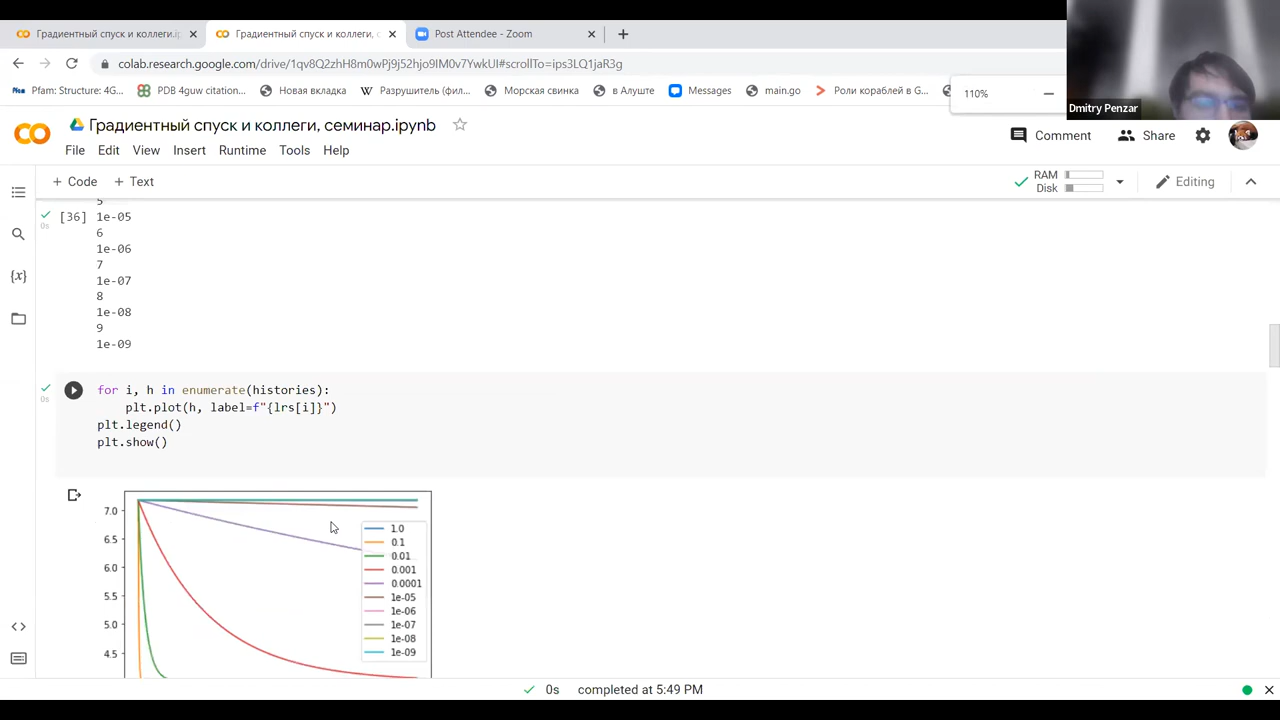 Градиентный спуск и коллеги.i
Градиентный спуск и коллеги, с
Post Attendee - Zoom
colab.research.google.com/drive/1qv8Q2zhH8m0wPj9j52hjo9IM0v7YwkUl#scrollTo=ips3LQ1jaR3g
Pfam: Structure: 4G...
PDB 4guw citation...
Новая вкладка
Разрушитель (фил...
Морская свинка
в Алуште
Messages
main.go
Роли кораблей в G...
110%
Dmitry Penzar
CO
Градиентный спуск и коллеги, семинар.ipynb
Comment
Share
File Edit View Insert Runtime Tools Help
+ Code + Text
RAM
Disk
Editing
5
[36] 1e-05
0s
6
1e-06
7
1e-07
8
1e-08
9
1e-09
for i, h in enumerate(histories):
0s
plt.plot(h, label=f"{lrs[i]}")
plt.legend()
plt.show()
7.0
6.5
6.0
5.5
5.0
4.5
1.0
0.1
0.01
0.001
0.0001
1e-05
1e-06
1e-07
1e-08
1e-09
0s completed at 5:49 PM